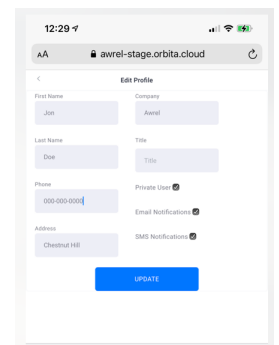 12:29
AA awrel-stage.orbita.cloud
Edit Profile
First Name Company
Jon Awrel
Last Name Title
Doe Title
Phone
000-000-0000
Private User
Email Notifications
Address
SMS Notifications
Chestnut Hill
UPDATE